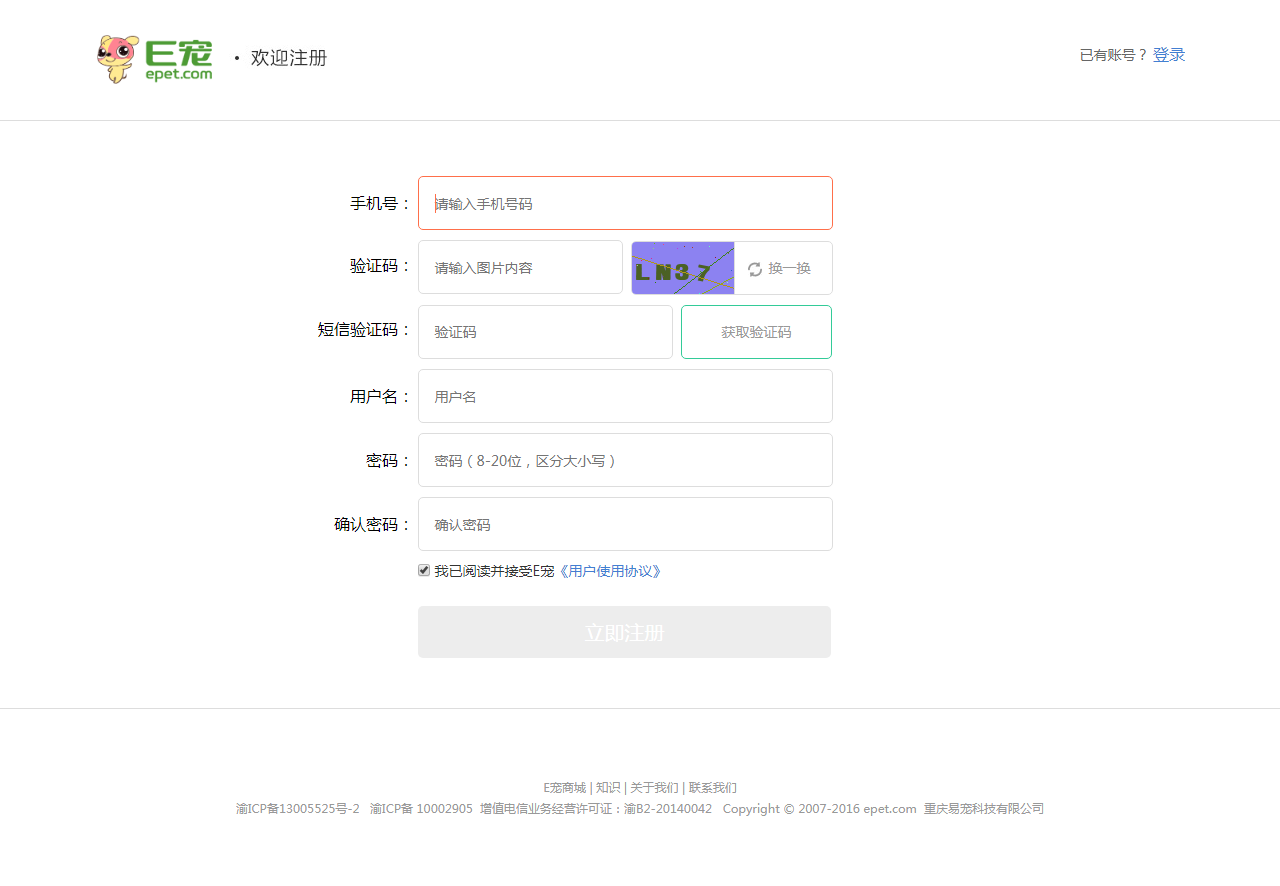 E宠 epet.com · 欢迎注册 已有账号？登录
手机号： 请输入手机号码
验证码： 请输入图片内容 LN37 换一换
短信验证码： 验证码 获取验证码
用户名： 用户名
密码： 密码（8-20位，区分大小写）
确认密码： 确认密码
我已阅读并接受E宠《用户使用协议》
立即注册
E宠商城 | 知识 | 关于我们 | 联系我们
渝ICP备13005525号-2 渝ICP备 10002905 增值电信业务经营许可证：渝B2-20140042 Copyright © 2007-2016 epet.com 重庆易宠科技有限公司